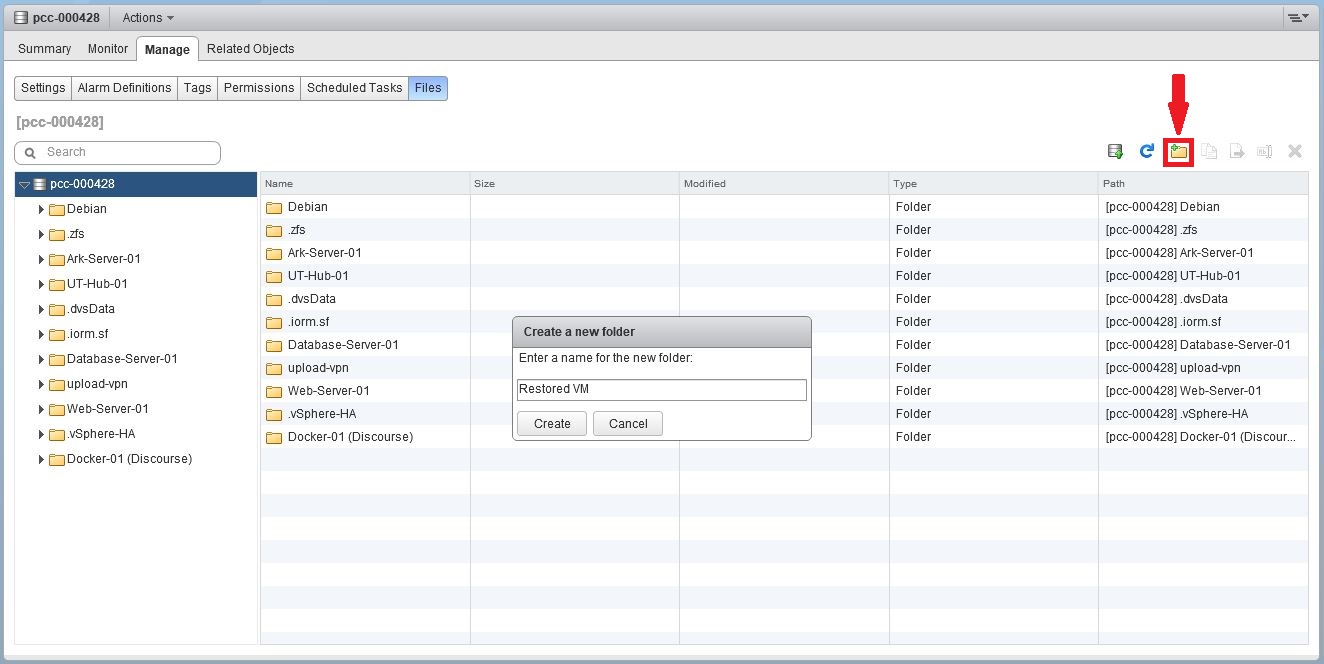 pcc-000428 Actions
Summary Monitor Manage Related Objects
Settings Alarm Definitions Tags Permissions Scheduled Tasks Files
[pcc-000428]
Search
pcc-000428
Debian
.zfs
Ark-Server-01
UT-Hub-01
.dvsData
.iorm.sf
Database-Server-01
upload-vpn
Web-Server-01
.vSphere-HA
Docker-01 (Discourse)
Name Size Modified Type Path
Debian Folder [pcc-000428] Debian
.zfs Folder [pcc-000428] .zfs
Ark-Server-01 Folder [pcc-000428] Ark-Server-01
UT-Hub-01 Folder [pcc-000428] UT-Hub-01
.dvsData Folder [pcc-000428] .dvsData
.iorm.sf Folder [pcc-000428] .iorm.sf
Database-Server-01 Folder [pcc-000428] Database-Server-01
upload-vpn Folder [pcc-000428] upload-vpn
Web-Server-01 Folder [pcc-000428] Web-Server-01
.vSphere-HA Folder [pcc-000428] .vSphere-HA
Docker-01 (Discourse) Folder [pcc-000428] Docker-01 (Discour...
Create a new folder
Enter a name for the new folder:
Restored VM
Create Cancel